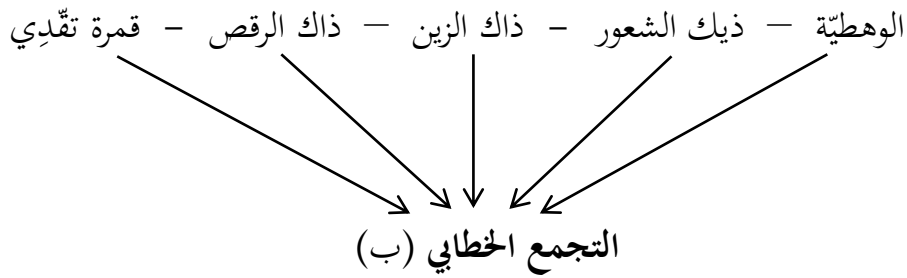 الوهطيّة – ذيك الشعور – ذاك الزين – ذاك الرقص – قمرة تقّدِي
التجمع الخطابي (ب)